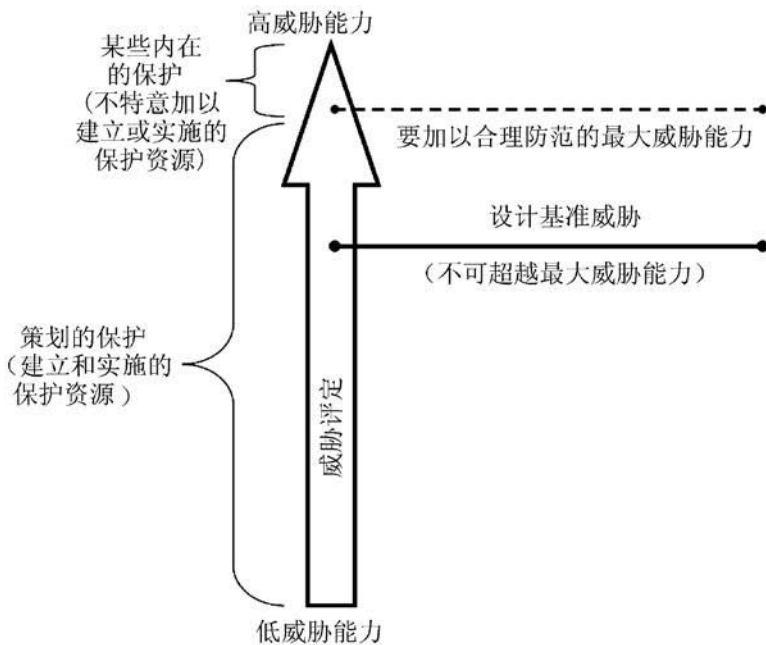 高威胁能力
某些内在
的保护
(不特意加以
建立或实施的
保护资源)
要加以合理防范的最大威胁能力
设计基准威胁
（不可超越最大威胁能力）
策划的保护
（建立和实施的
保护资源）
威胁评定
低威胁能力